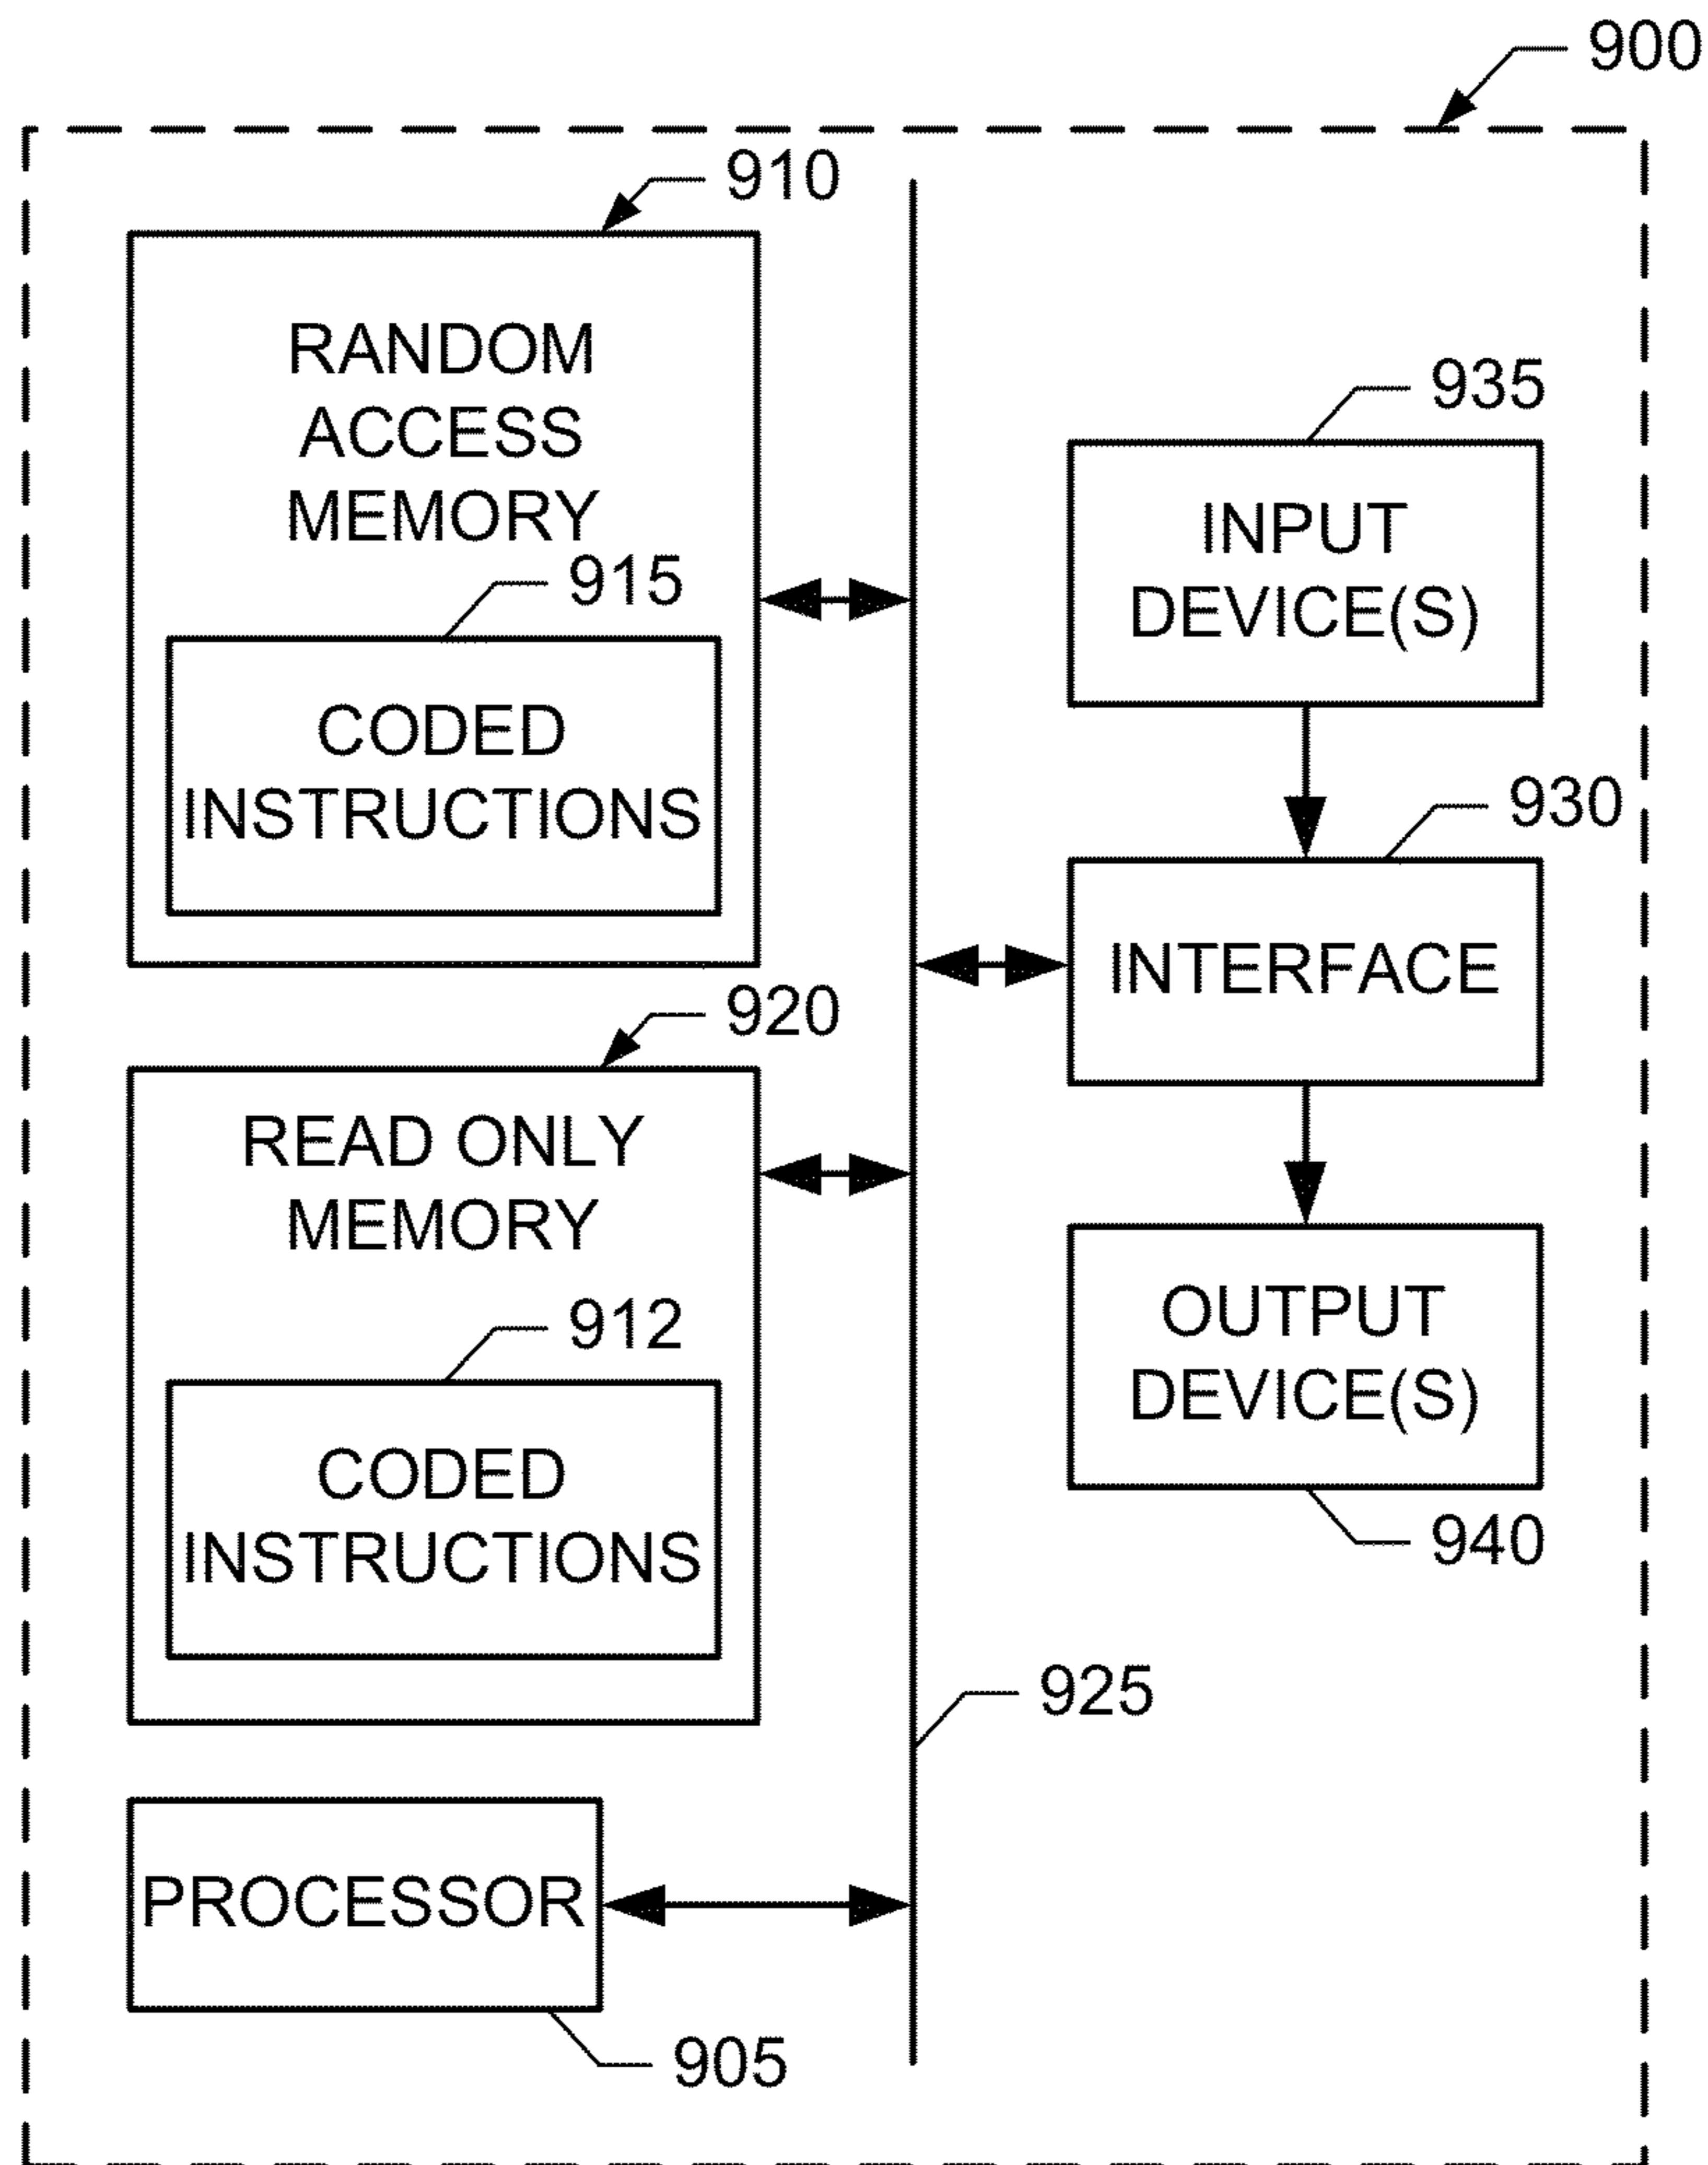 900
910
RANDOM
ACCESS
MEMORY
915
CODED
INSTRUCTIONS
920
READ ONLY
MEMORY
912
CODED
INSTRUCTIONS
PROCESSOR
905
925
935
INPUT
DEVICE(S)
930
INTERFACE
OUTPUT
DEVICE(S)
940